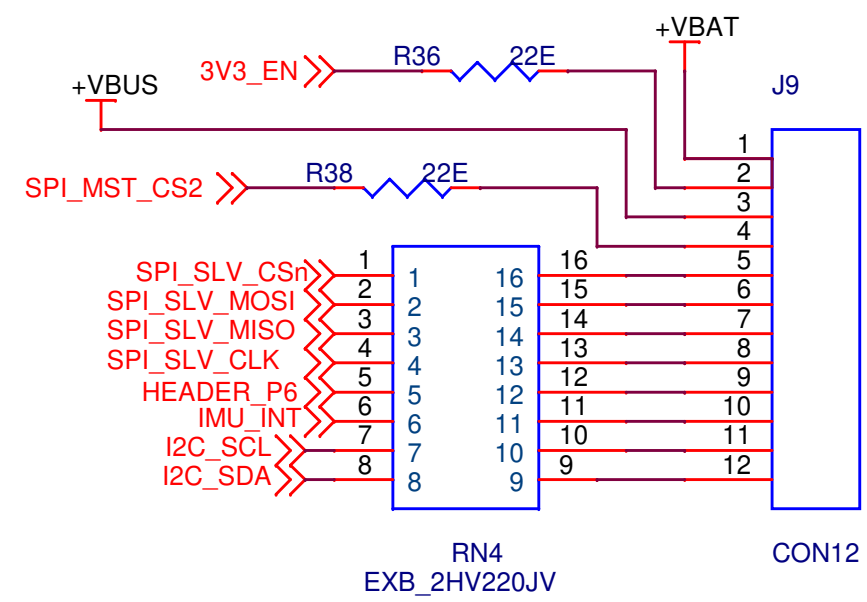 +VBAT
3V3_EN R36 22E
+VBUS J9
1
2
SPI_MST_CS2 R38 22E
3
4
SPI_SLV_CSn 1 1 16 16 5
SPI_SLV_MOSI 2 2 15 15 6
SPI_SLV_MISO 3 3 14 14 7
SPI_SLV_CLK 4 4 13 13 8
HEADER_P6 5 5 12 12 9
IMU_INT 6 6 11 11 10
I2C_SCL 7 7 10 10 11
I2C_SDA 8 8 9 9 12
RN4 CON12
EXB_2HV220JV